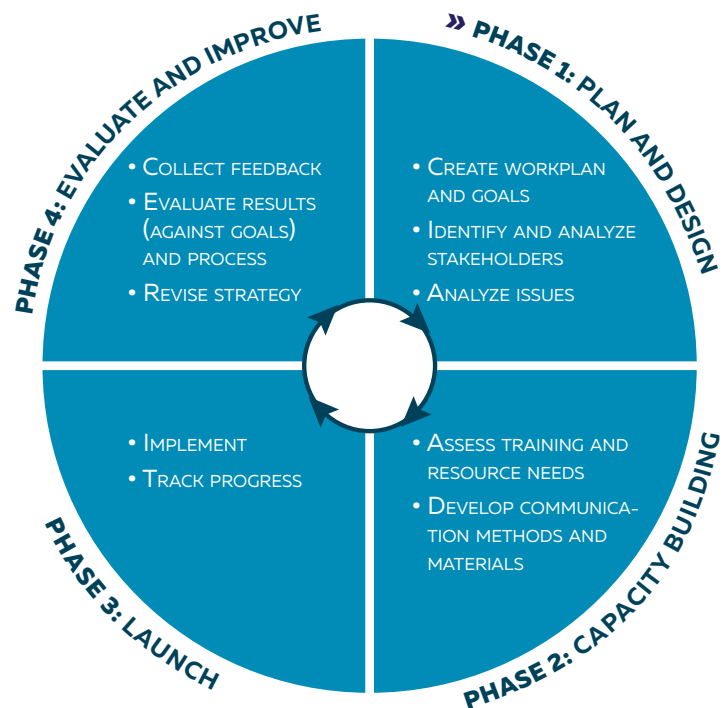 » PHASE 1: PLAN AND DESIGN
• CREATE WORKPLAN
AND GOALS
• IDENTIFY AND ANALYZE
STAKEHOLDERS
• ANALYZE ISSUES
PHASE 2: CAPACITY BUILDING
• ASSESS TRAINING AND
RESOURCE NEEDS
• DEVELOP COMMUNICA-
TION METHODS AND
MATERIALS
PHASE 3: LAUNCH
• IMPLEMENT
• TRACK PROGRESS
PHASE 4: EVALUATE AND IMPROVE
• COLLECT FEEDBACK
• EVALUATE RESULTS
(AGAINST GOALS)
AND PROCESS
• REVISE STRATEGY